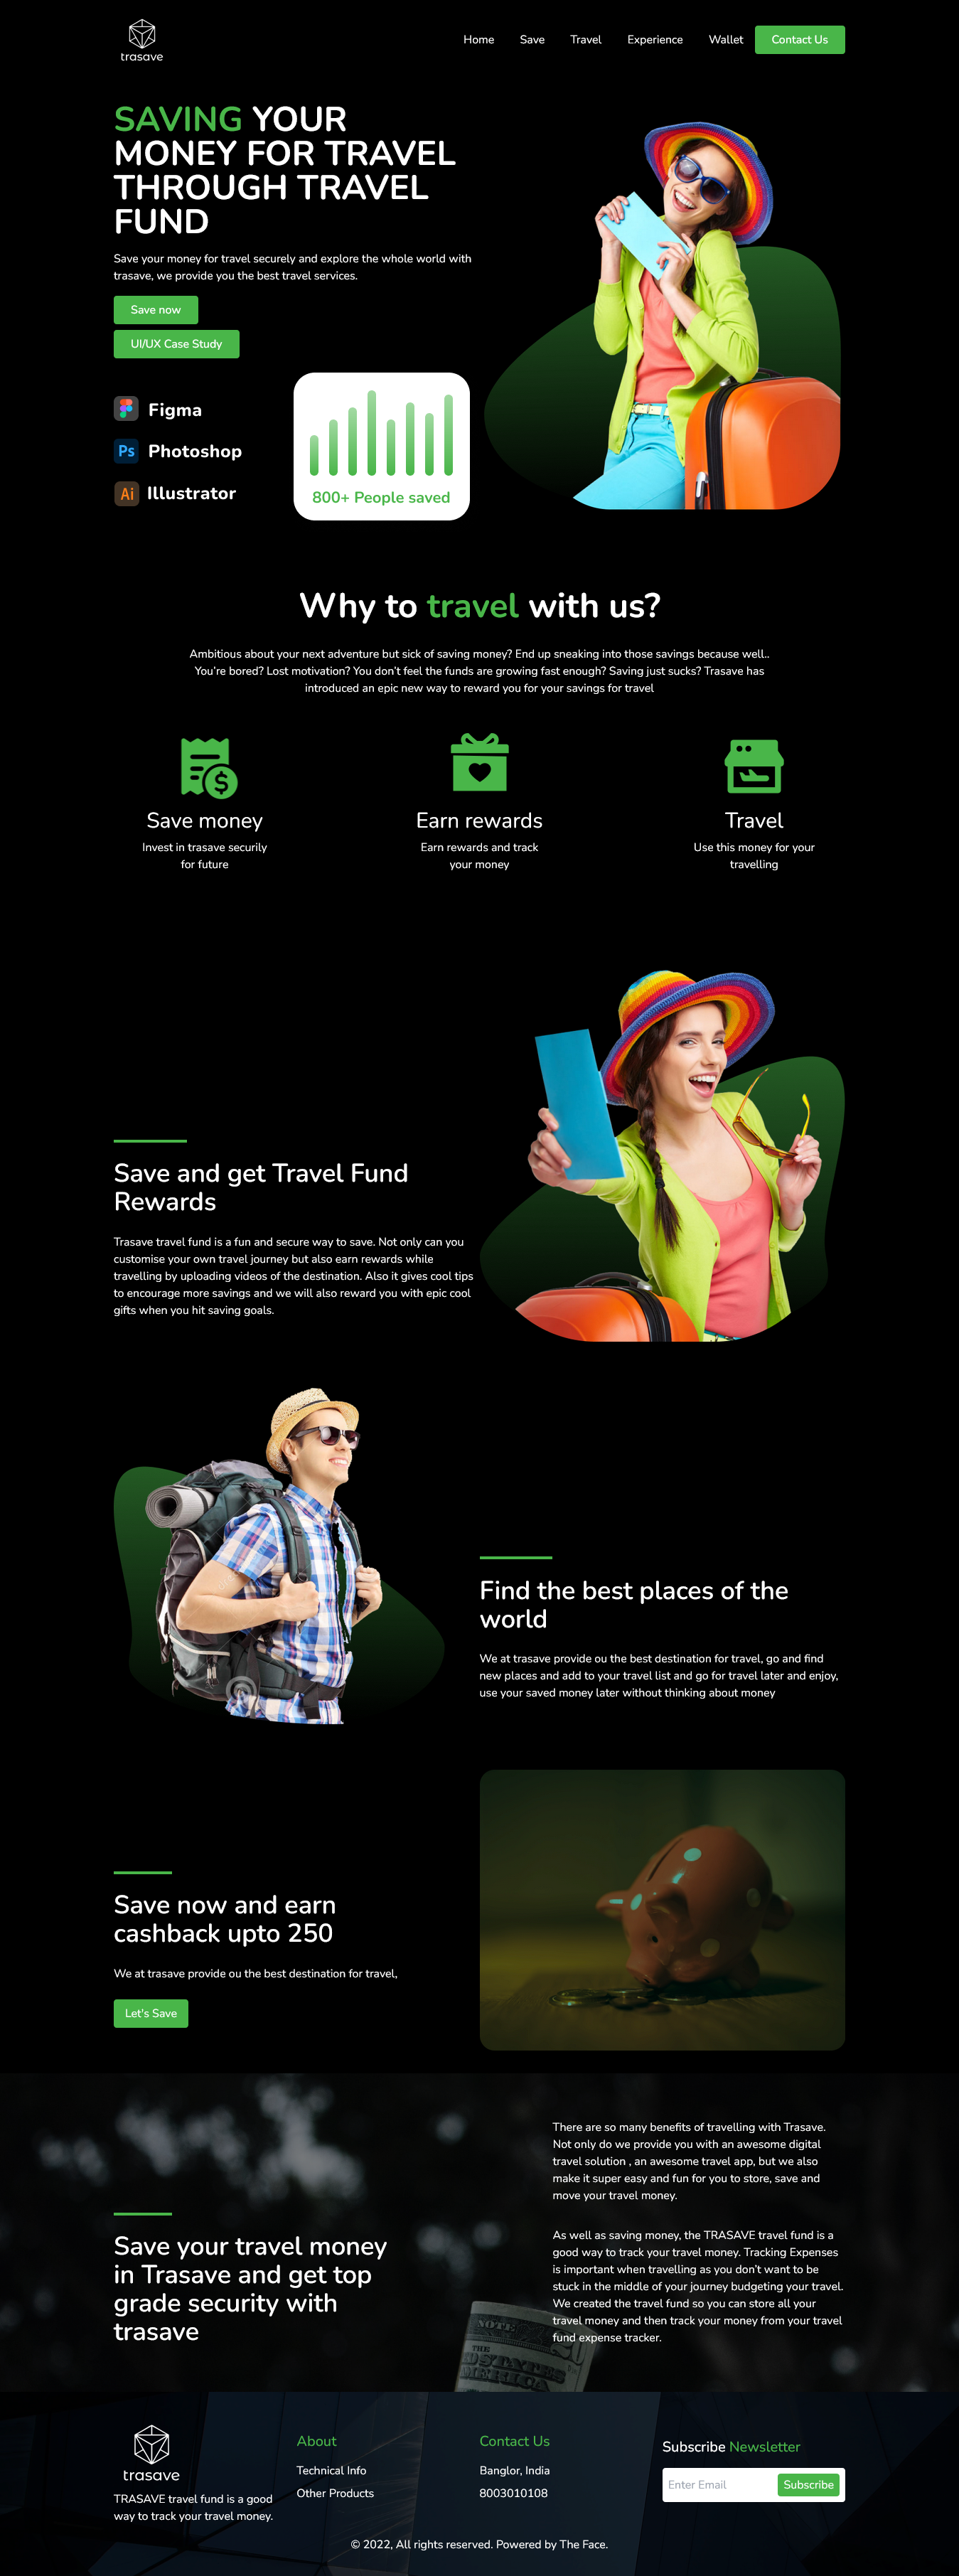 trasave
Home Save Travel Experience Wallet Contact Us
SAVING YOUR
MONEY FOR TRAVEL
THROUGH TRAVEL
FUND
Save your money for travel securely and explore the whole world with
trasave, we provide you the best travel services.
Save now
UI/UX Case Study
Figma
Ps Photoshop
Ai Illustrator
800+ People saved
Why to travel with us?
Ambitious about your next adventure but sick of saving money? End up sneaking into those savings because well..
You’re bored? Lost motivation? You don’t feel the funds are growing fast enough? Saving just sucks? Trasave has
introduced an epic new way to reward you for your savings for travel
Save money
Invest in trasave securily
for future
Earn rewards
Earn rewards and track
your money
Travel
Use this money for your
travelling
Save and get Travel Fund
Rewards
Trasave travel fund is a fun and secure way to save. Not only can you
customise your own travel journey but also earn rewards while
travelling by uploading videos of the destination. Also it gives cool tips
to encourage more savings and we will also reward you with epic cool
gifts when you hit saving goals.
Find the best places of the
world
We at trasave provide ou the best destination for travel, go and find
new places and add to your travel list and go for travel later and enjoy,
use your saved money later without thinking about money
Save now and earn
cashback upto 250
We at trasave provide ou the best destination for travel,
Let's Save
Save your travel money
in Trasave and get top
grade security with
trasave
There are so many benefits of travelling with Trasave.
Not only do we provide you with an awesome digital
travel solution , an awesome travel app, but we also
make it super easy and fun for you to store, save and
move your travel money.
As well as saving money, the TRASAVE travel fund is a
good way to track your travel money. Tracking Expenses
is important when travelling as you don’t want to be
stuck in the middle of your journey budgeting your travel.
We created the travel fund so you can store all your
travel money and then track your money from your travel
fund expense tracker.
NOTE
THE
20
trasave
TRASAVE travel fund is a good
way to track your travel money.
About
Technical Info
Other Products
Contact Us
Banglor, India
8003010108
Subscribe Newsletter
Enter Email Subscribe
© 2022, All rights reserved. Powered by The Face.